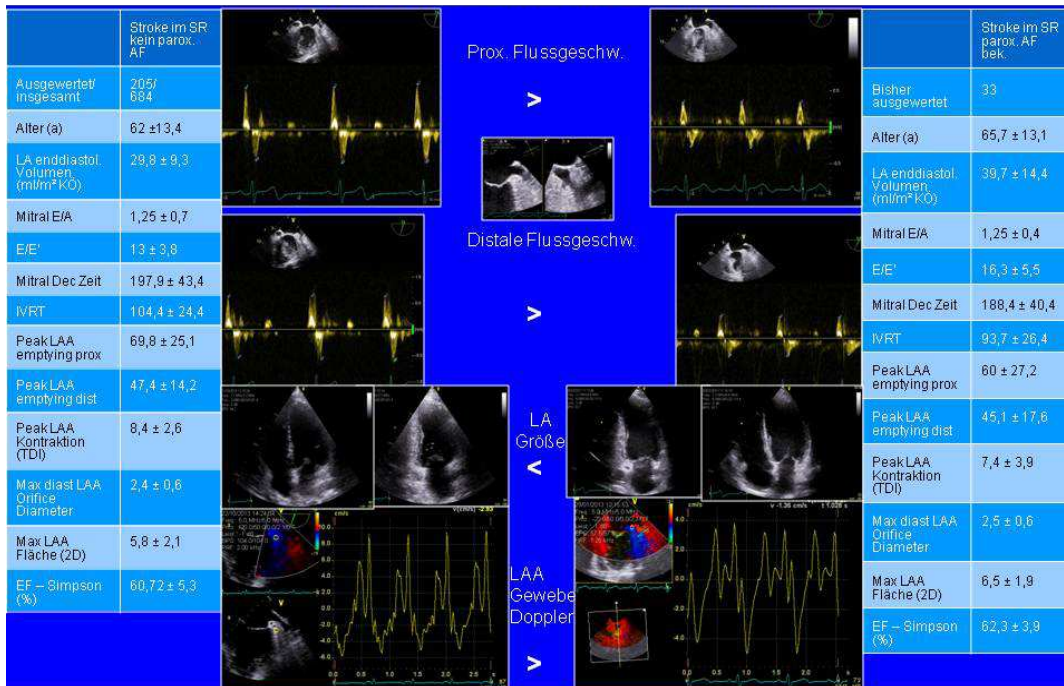 Stroke im SR
kein parox.
AF
Ausgewertet/
insgesamt
205/
684
Alter (a)
62 ±13,4
LA enddiastol.
Volumen
(ml/m² KÖ)
29,8 ± 9,3
Mitral E/A
1,25 ± 0,7
E/E'
13 ± 3,8
Mitral Dec Zeit
197,9 ± 43,4
IVRT
104,4 ± 24,4
Peak LAA
emptying prox
69,8 ± 25,1
Peak LAA
emptying dist
47,4 ± 14,2
Peak LAA
Kontraktion
(TDI)
8,4 ± 2,6
Max diast LAA
Orifice
Diameter
2,4 ± 0,6
Max LAA
Fläche (2D)
5,8 ± 2,1
EF – Simpson
(%)
60,72 ± 5,3
Prox. Flussgeschw.
>
Distale Flussgeschw.
>
LA
Größe
<
LAA
Gewebe
Doppler
>
Stroke im SR
parox. AF
bek.
Bisher
ausgewertet
33
Alter (a)
65,7 ± 13,1
LA enddiastol.
Volumen
(ml/m² KÖ)
39,7 ± 14,4
Mitral E/A
1,25 ± 0,4
E/E'
16,3 ± 5,5
Mitral Dec Zeit
188,4 ± 40,4
IVRT
93,7 ± 26,4
Peak LAA
emptying prox
60 ± 27,2
Peak LAA
emptying dist
45,1 ± 17,6
Peak LAA
Kontraktion
(TDI)
7,4 ± 3,9
Max diast LAA
Orifice
Diameter
2,5 ± 0,6
Max LAA
Fläche (2D)
6,5 ± 1,9
EF – Simpson
(%)
62,3 ± 3,9